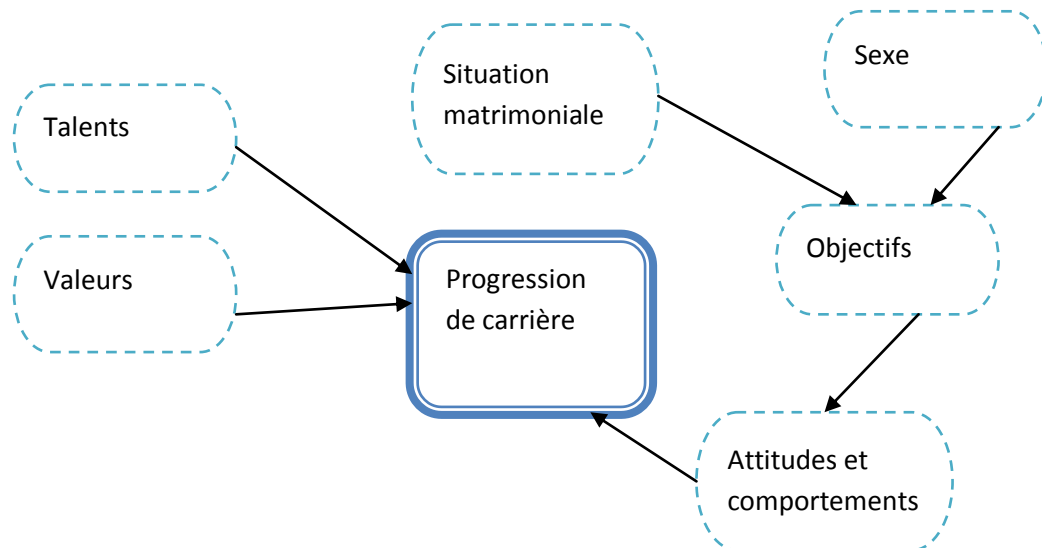 Situation
matrimoniale
Sexe
Talents
Valeurs
Progression
de carrière
Objectifs
Attitudes et
comportements